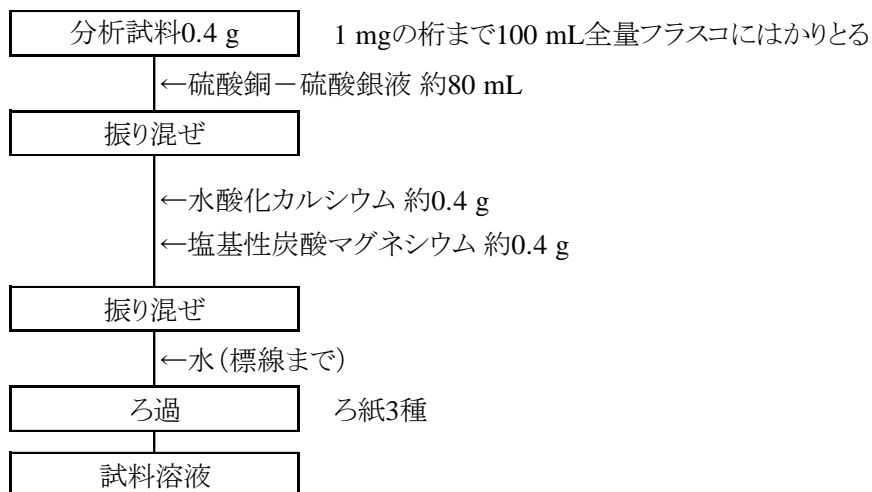 分析試料0.4 g 1 mgの桁まで100 mL全量フラスコにはかりとる
←硫酸銅－硫酸銀液 約80 mL
振り混ぜ
←水酸化カルシウム 約0.4 g
←塩基性炭酸マグネシウム 約0.4 g
振り混ぜ
←水（標線まで）
ろ過 ろ紙3種
試料溶液